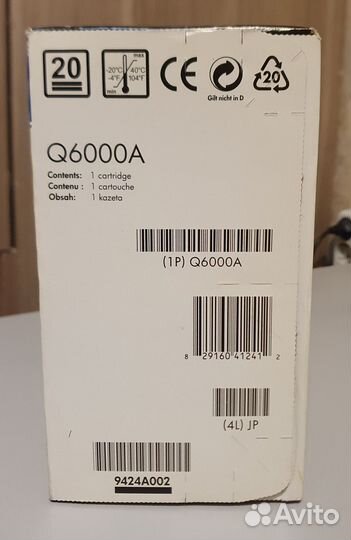 20
max
-20°C 40°C
-4°F 104°F
min
CE
Gilt nicht in D
20
Q6000A
Contents: 1 cartridge
Contenu : 1 cartouche
Obsah: 1 kazeta
(1P) Q6000A
8 29160 41241 2
(4L) JP
9424A002
Avito